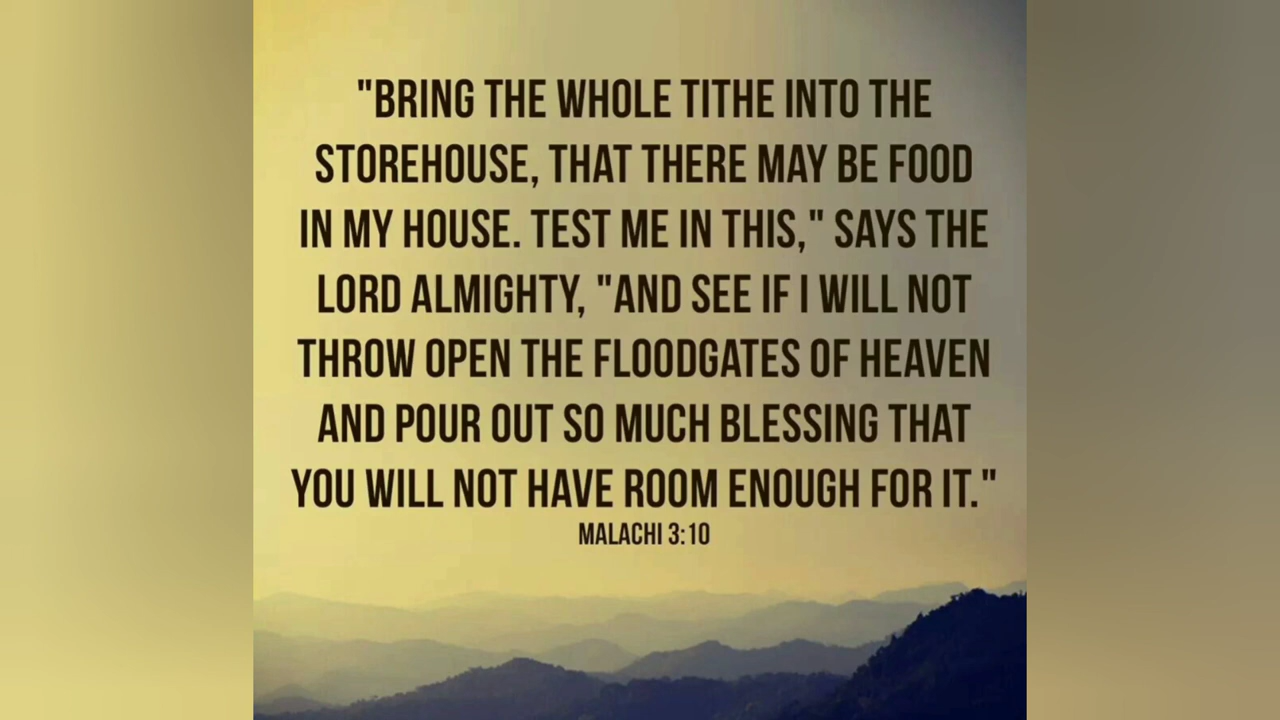 "BRING THE WHOLE TITHE INTO THE
STOREHOUSE, THAT THERE MAY BE FOOD
IN MY HOUSE. TEST ME IN THIS," SAYS THE
LORD ALMIGHTY, "AND SEE IF I WILL NOT
THROW OPEN THE FLOODGATES OF HEAVEN
AND POUR OUT SO MUCH BLESSING THAT
YOU WILL NOT HAVE ROOM ENOUGH FOR IT."
MALACHI 3:10